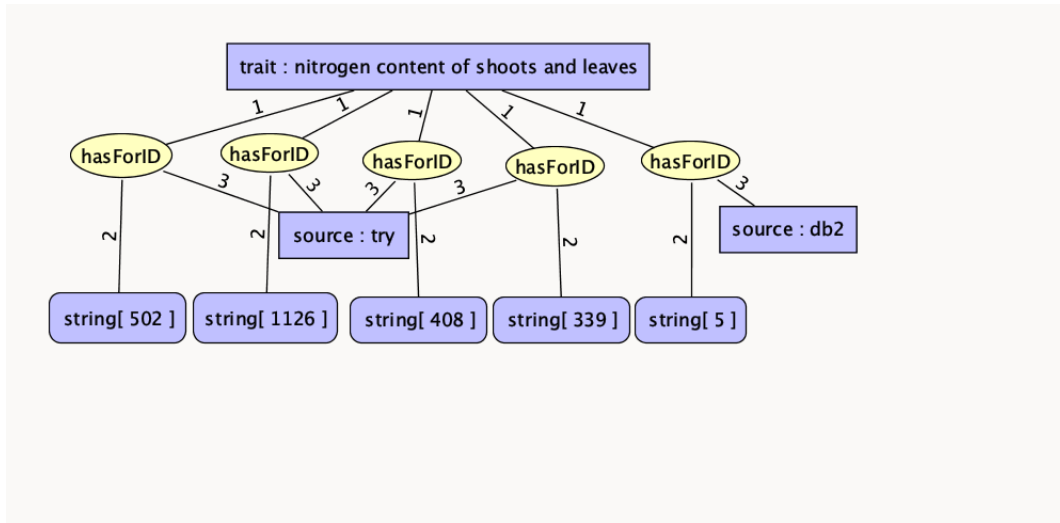 trait : nitrogen content of shoots and leaves
1
1
1
1
1
hasForID
hasForID
hasForID
hasForID
hasForID
3
3
3
3
3
2
2
2
2
2
source : try
source : db2
string[ 502 ]
string[ 1126 ]
string[ 408 ]
string[ 339 ]
string[ 5 ]